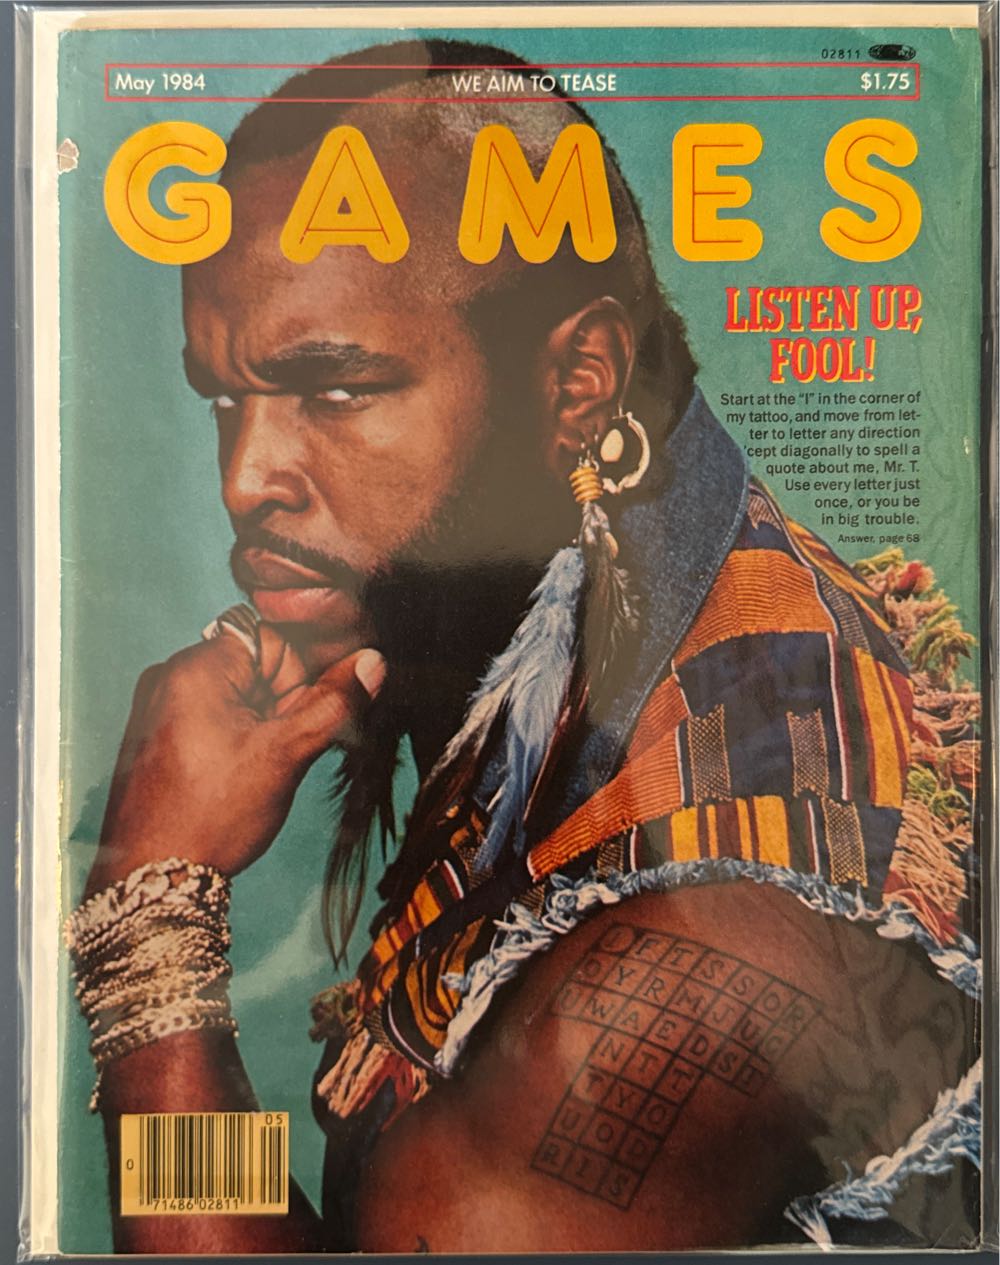 02811
May 1984 WE AIM TO TEASE $1.75
GAMES
LISTEN UP,
FOOL!
Start at the “I” in the corner of
my tattoo, and move from let-
ter to letter any direction
'cept diagonally to spell a
quote about me, Mr. T.
Use every letter just
once, or you be
in big trouble.
Answer, page 68
I F T S S O R
O Y R M J U C
U W A E D S T
N T T
T Y O
U O D
R I S
05
0 71486 02811